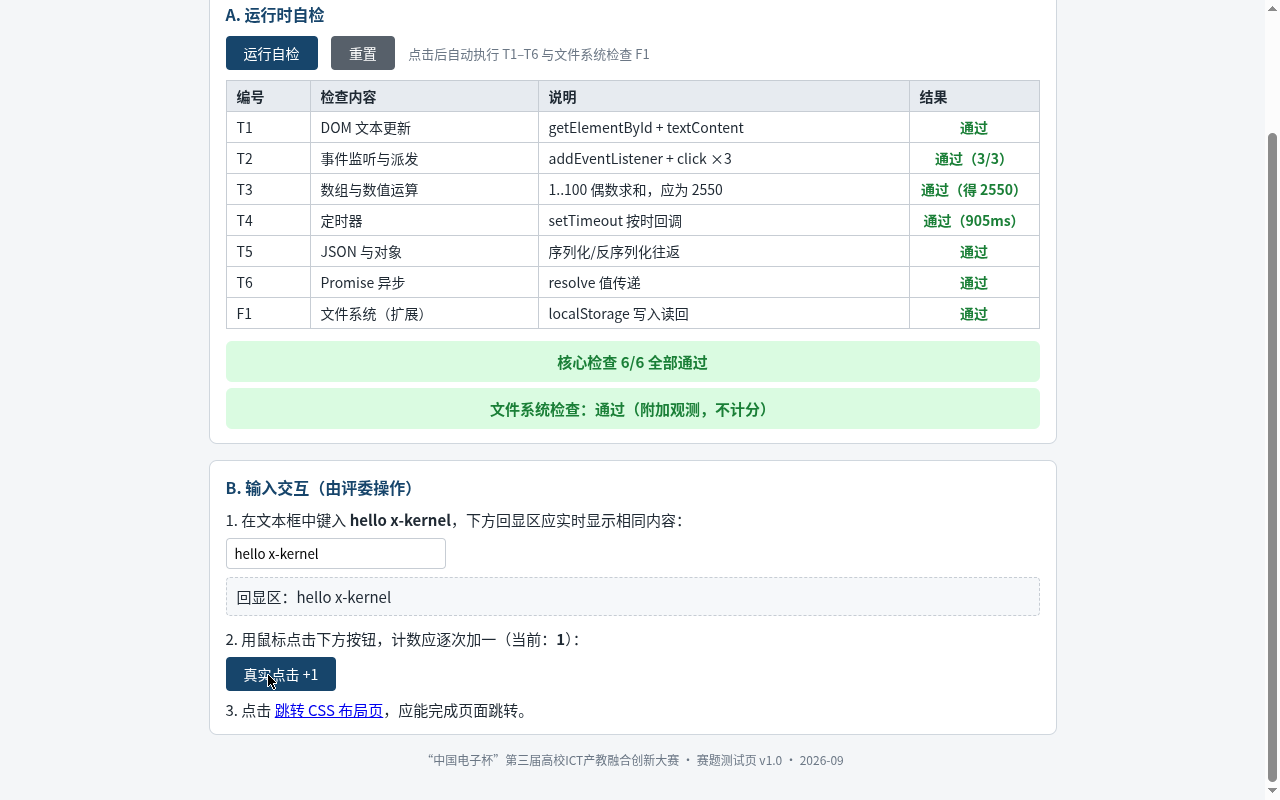 A. 运行时自检
运行自检 重置 点击后自动执行 T1–T6 与文件系统检查 F1
编号 检查内容 说明 结果
T1 DOM 文本更新 getElementById + textContent 通过
T2 事件监听与派发 addEventListener + click ×3 通过（3/3）
T3 数组与数值运算 1..100 偶数求和，应为 2550 通过（得 2550）
T4 定时器 setTimeout 按时回调 通过（905ms）
T5 JSON 与对象 序列化/反序列化往返 通过
T6 Promise 异步 resolve 值传递 通过
F1 文件系统（扩展） localStorage 写入读回 通过
核心检查 6/6 全部通过
文件系统检查：通过（附加观测，不计分）
B. 输入交互（由评委操作）
1. 在文本框中键入 hello x-kernel，下方回显区应实时显示相同内容：
hello x-kernel
回显区：hello x-kernel
2. 用鼠标点击下方按钮，计数应逐次加一（当前：1）：
真实点击 +1
3. 点击 跳转 CSS 布局页，应能完成页面跳转。
“中国电子杯”第三届高校ICT产教融合创新大赛 · 赛题测试页 v1.0 · 2026-09